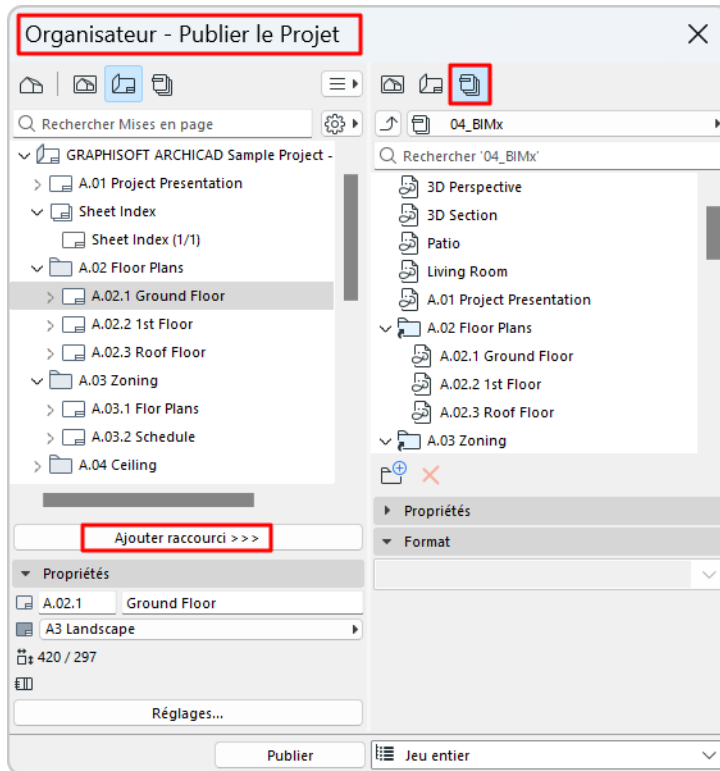 Organisateur - Publier le Projet
Rechercher Mises en page
GRAPHISOFT ARCHICAD Sample Project -
A.01 Project Presentation
Sheet Index
Sheet Index (1/1)
A.02 Floor Plans
A.02.1 Ground Floor
A.02.2 1st Floor
A.02.3 Roof Floor
A.03 Zoning
A.03.1 Flor Plans
A.03.2 Schedule
A.04 Ceiling
Ajouter raccourci >>>
Propriétés
A.02.1 Ground Floor
A3 Landscape
420 / 297
Réglages...
04_BIMx
Rechercher '04_BIMx'
3D Perspective
3D Section
Patio
Living Room
A.01 Project Presentation
A.02 Floor Plans
A.02.1 Ground Floor
A.02.2 1st Floor
A.02.3 Roof Floor
A.03 Zoning
Propriétés
Format
Publier
Jeu entier